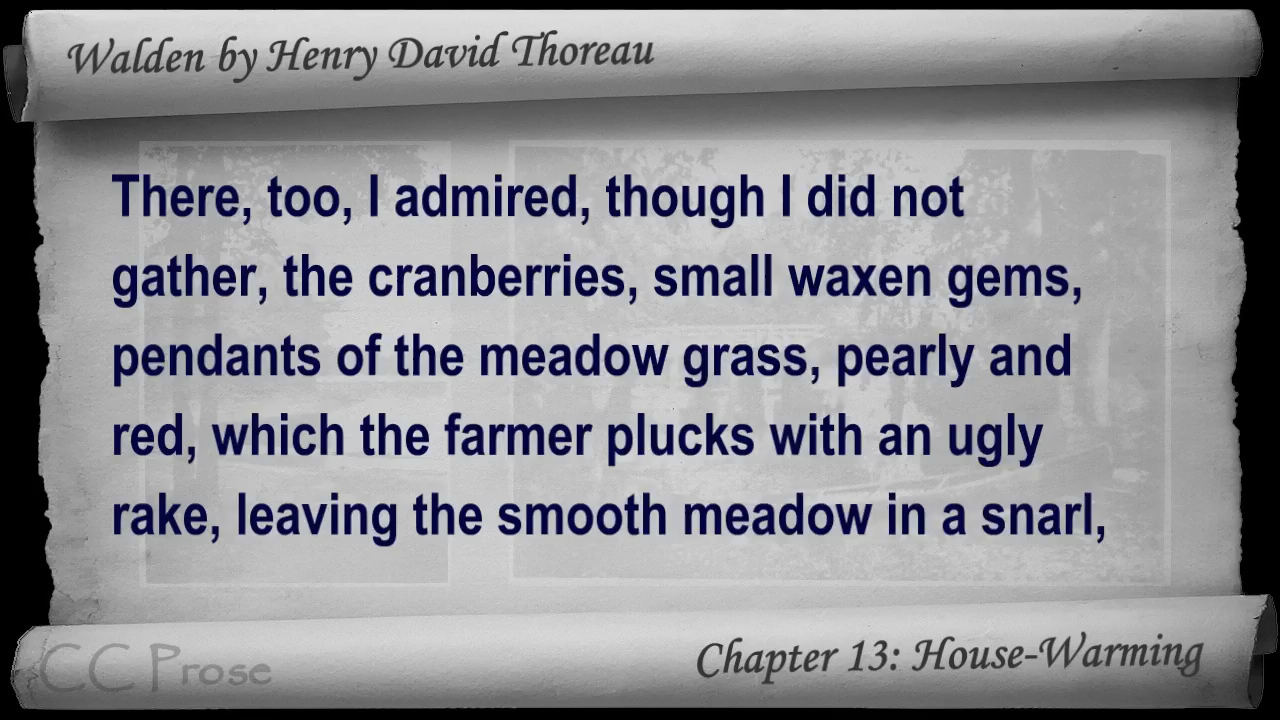 Walden by Henry David Thoreau
There, too, I admired, though I did not
gather, the cranberries, small waxen gems,
pendants of the meadow grass, pearly and
red, which the farmer plucks with an ugly
rake, leaving the smooth meadow in a snarl,
CC Prose
Chapter 13: House-Warming